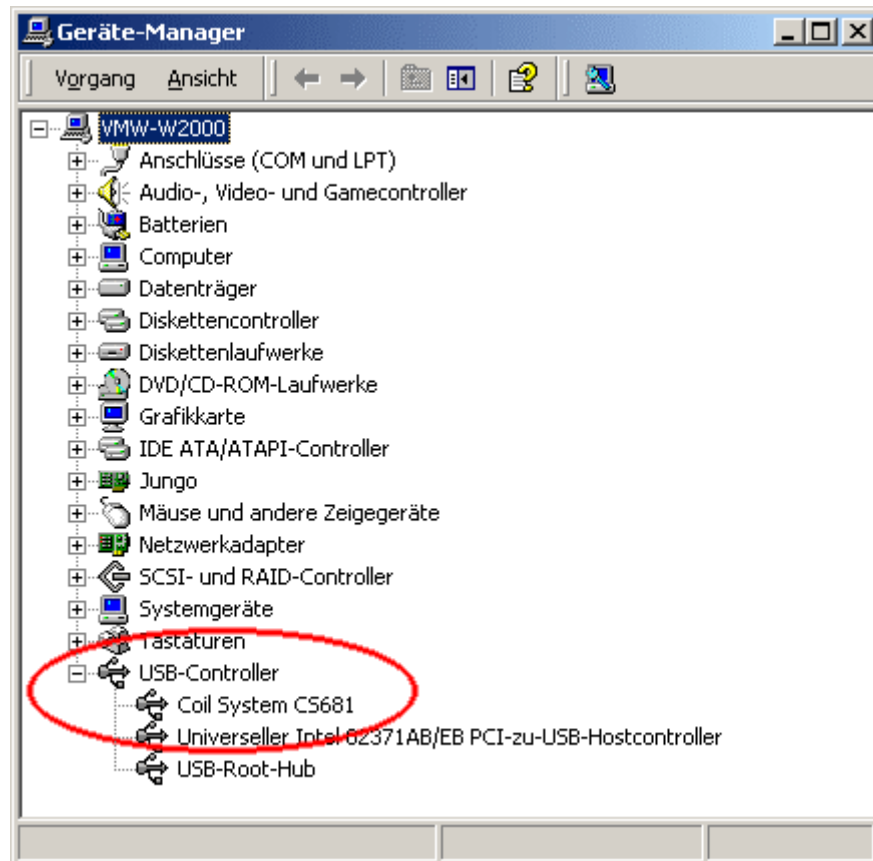 Geräte-Manager
Vorgang Ansicht
VMW-W2000
Anschlüsse (COM und LPT)
Audio-, Video- und Gamecontroller
Batterien
Computer
Datenträger
Diskettencontroller
Diskettenlaufwerke
DVD/CD-ROM-Laufwerke
Grafikkarte
IDE ATA/ATAPI-Controller
Jungo
Mäuse und andere Zeigegeräte
Netzwerkadapter
SCSI- und RAID-Controller
Systemgeräte
Tastaturen
USB-Controller
Coil System CS681
Universeller Intel 82371AB/EB PCI-zu-USB-Hostcontroller
USB-Root-Hub